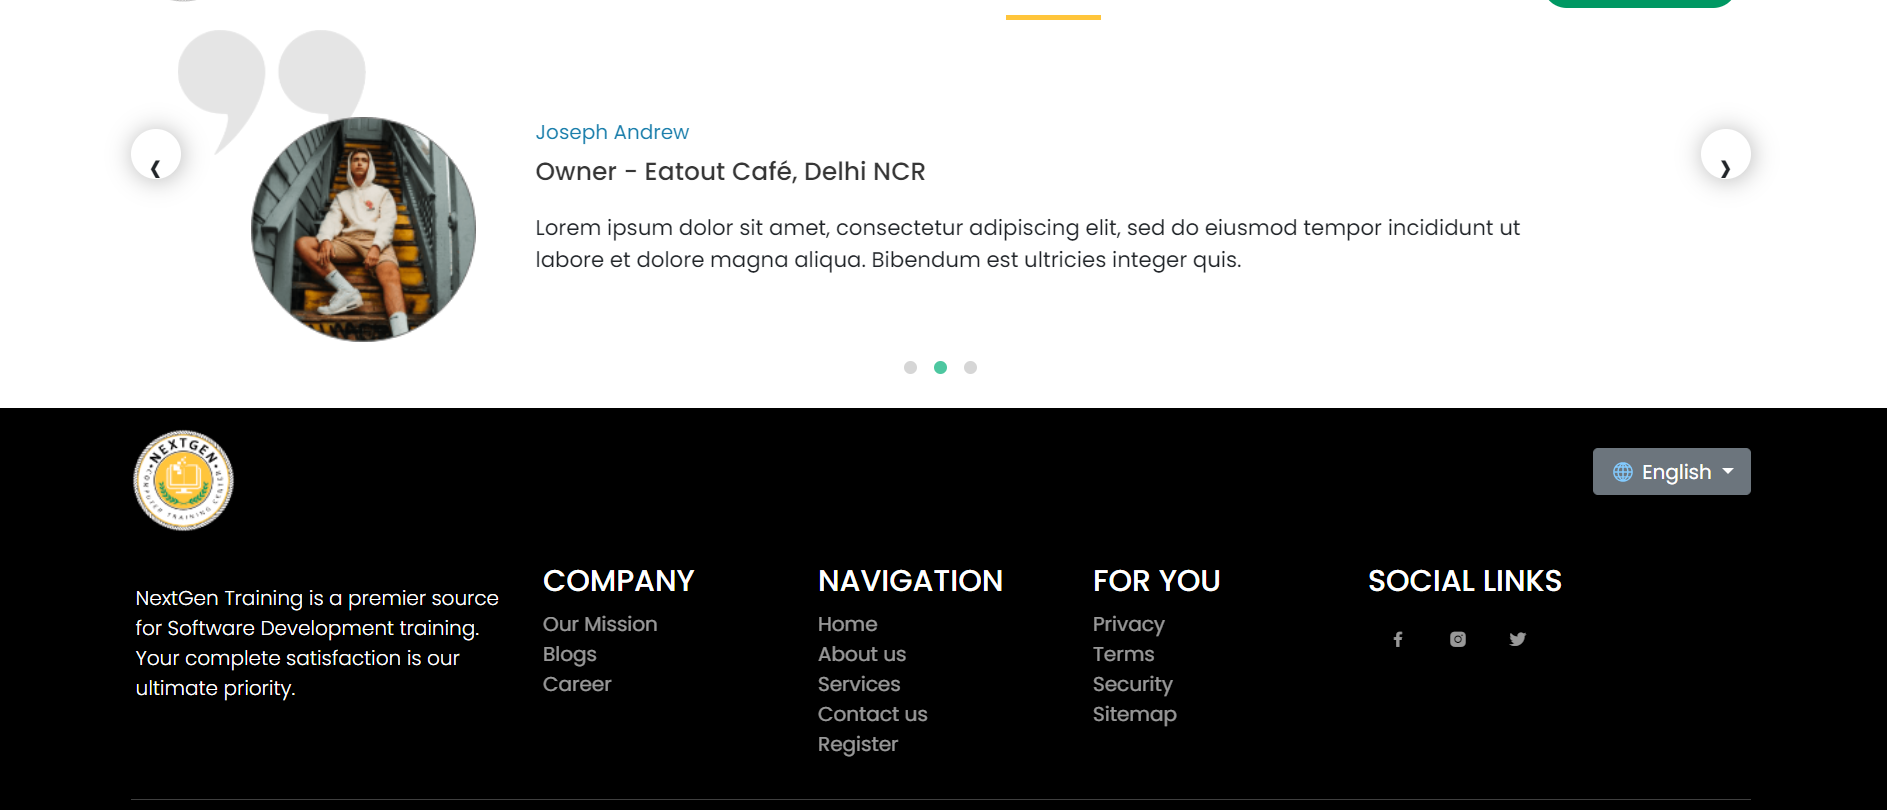 Joseph Andrew
Owner - Eatout Café, Delhi NCR
Lorem ipsum dolor sit amet, consectetur adipiscing elit, sed do eiusmod tempor incididunt ut
labore et dolore magna aliqua. Bibendum est ultricies integer quis.
NEXTGEN
COMPUTER TRAINING CENTER
English
NextGen Training is a premier source
for Software Development training.
Your complete satisfaction is our
ultimate priority.
COMPANY
Our Mission
Blogs
Career
NAVIGATION
Home
About us
Services
Contact us
Register
FOR YOU
Privacy
Terms
Security
Sitemap
SOCIAL LINKS